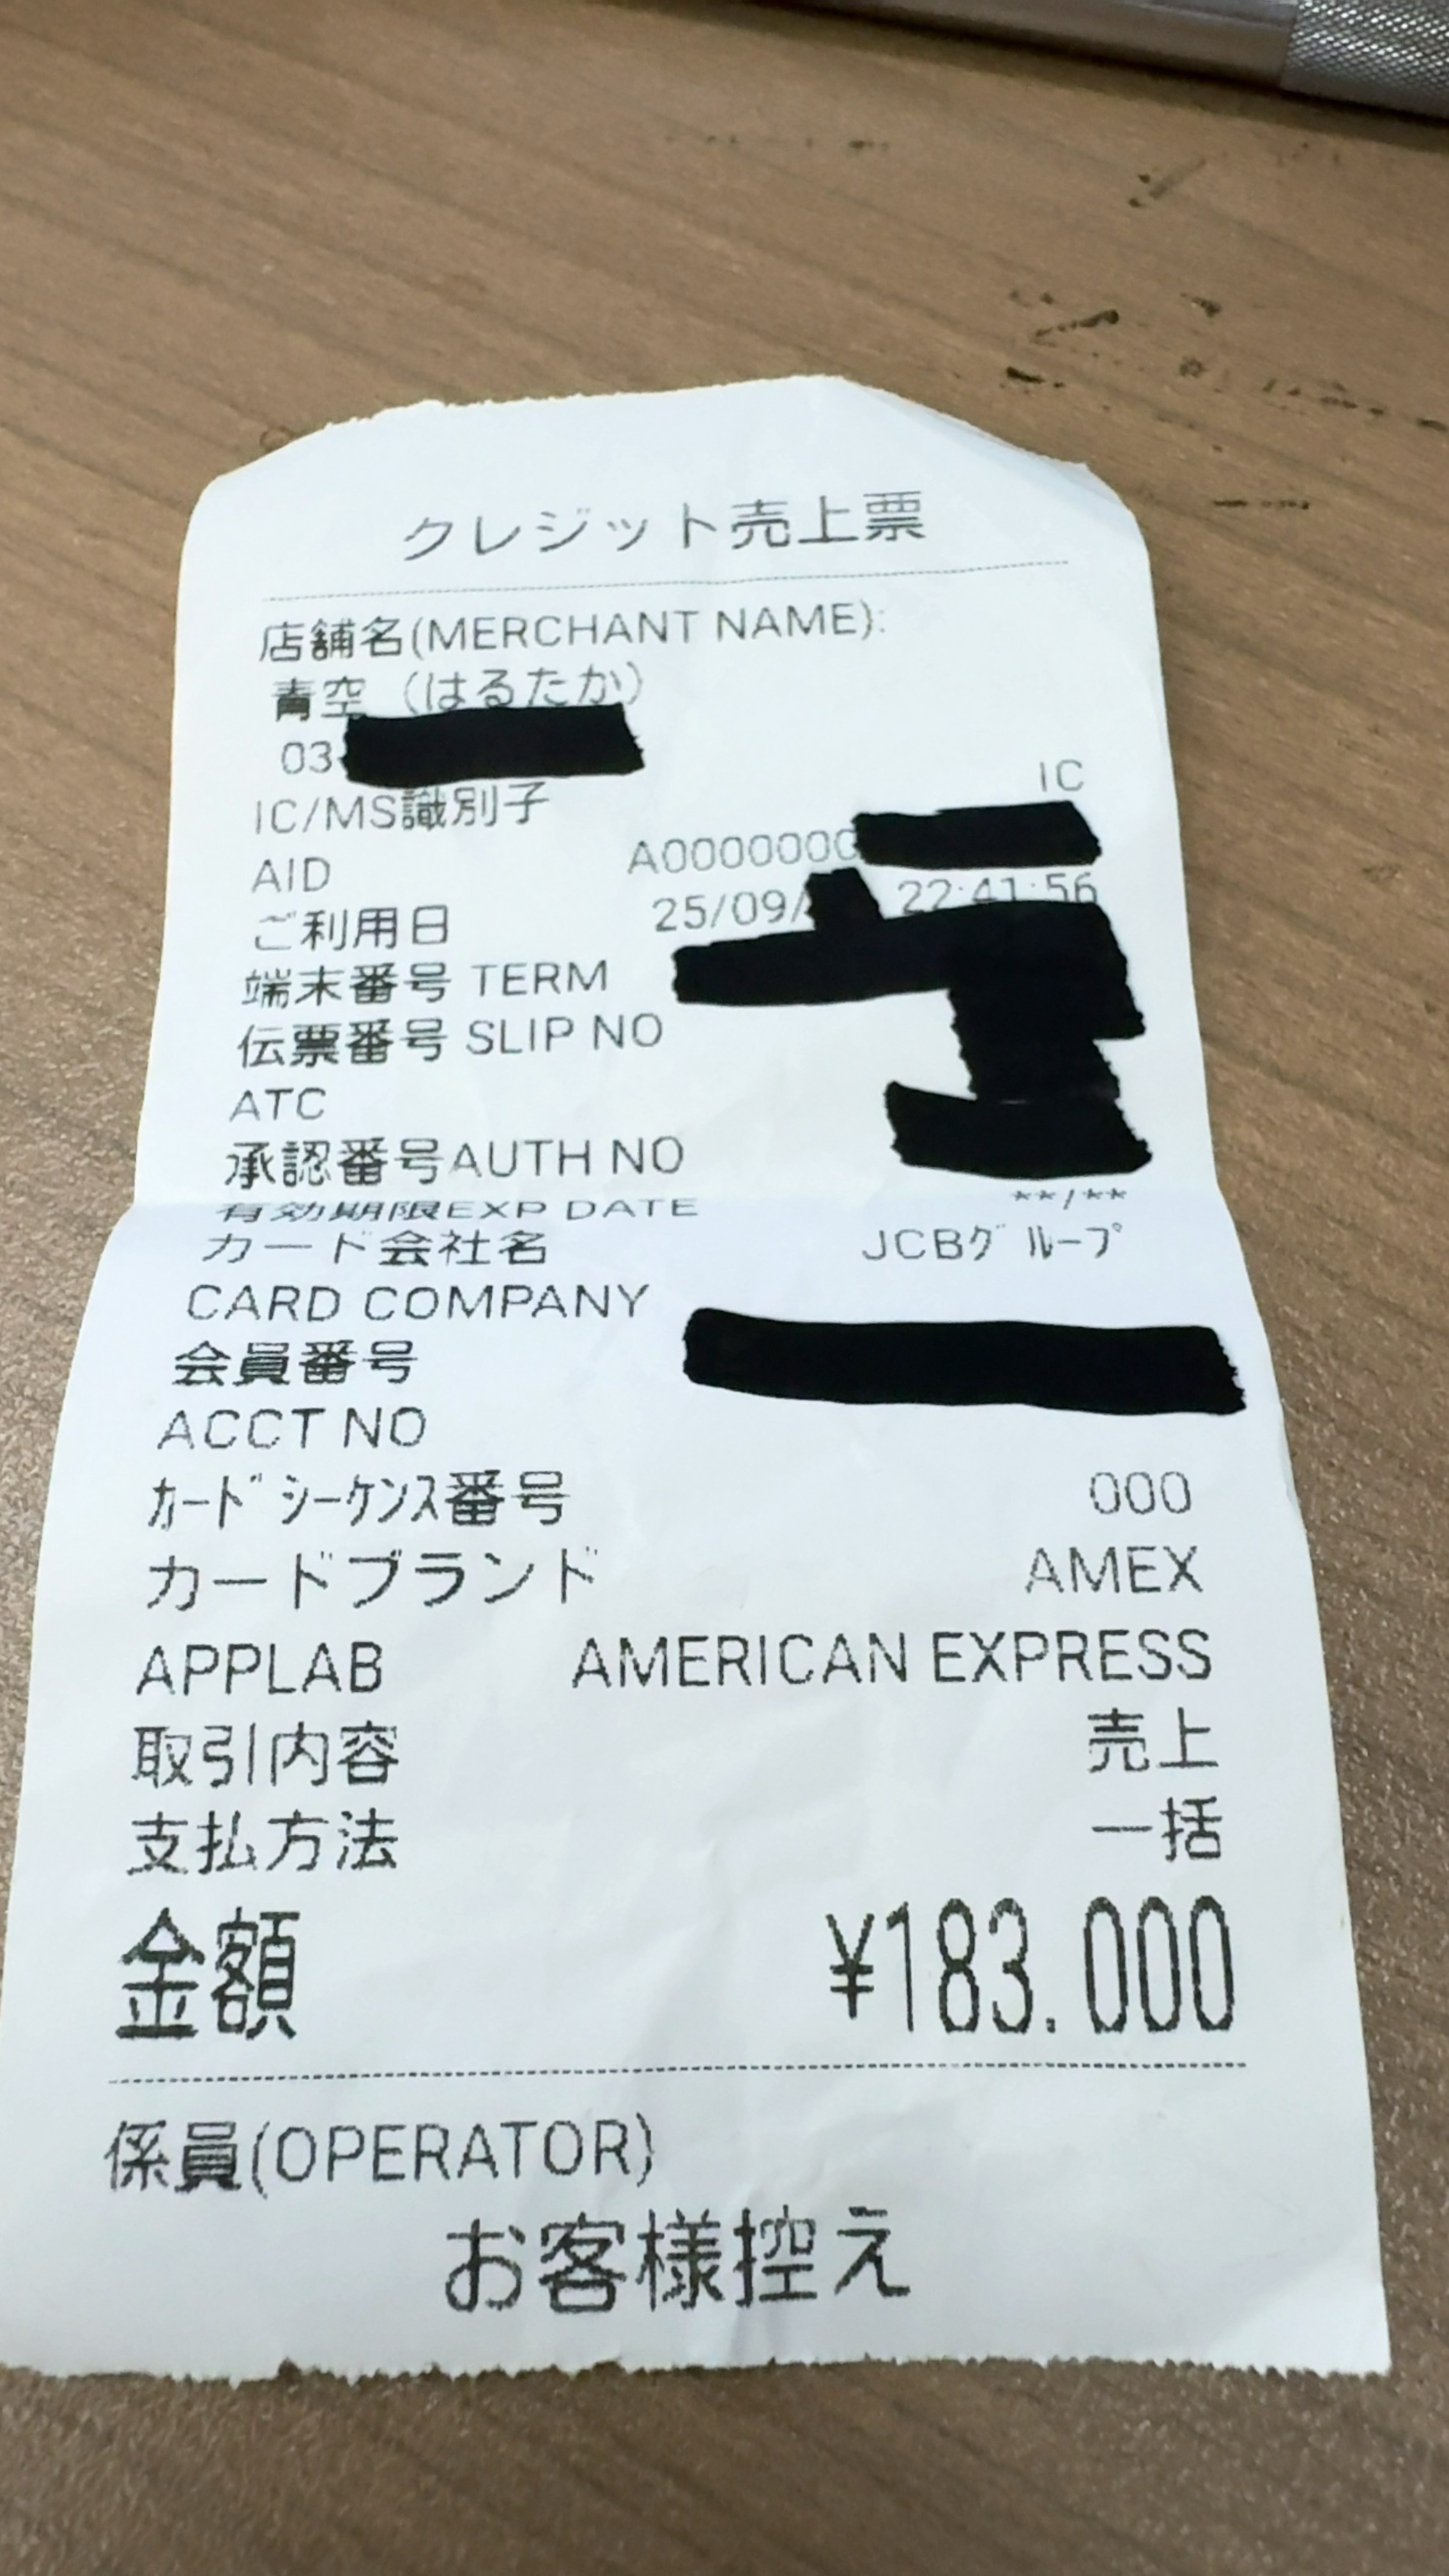 クレジット売上票
店舗名(MERCHANT NAME):
青空 (はるたか)
03
IC/MS識別子 IC
AID A0000000
ご利用日 25/09/ 22:41:56
端末番号 TERM
伝票番号 SLIP NO
ATC
承認番号AUTH NO
有効期限EXP DATE **/**
カード会社名 JCBｸﾞﾙｰﾌﾟ
CARD COMPANY
会員番号
ACCT NO
ｶｰﾄﾞｼｰｹﾝｽ番号 000
カードブランド AMEX
APPLAB AMERICAN EXPRESS
取引内容 売上
支払方法 一括
金額 ¥183.000
係員(OPERATOR)
お客様控え